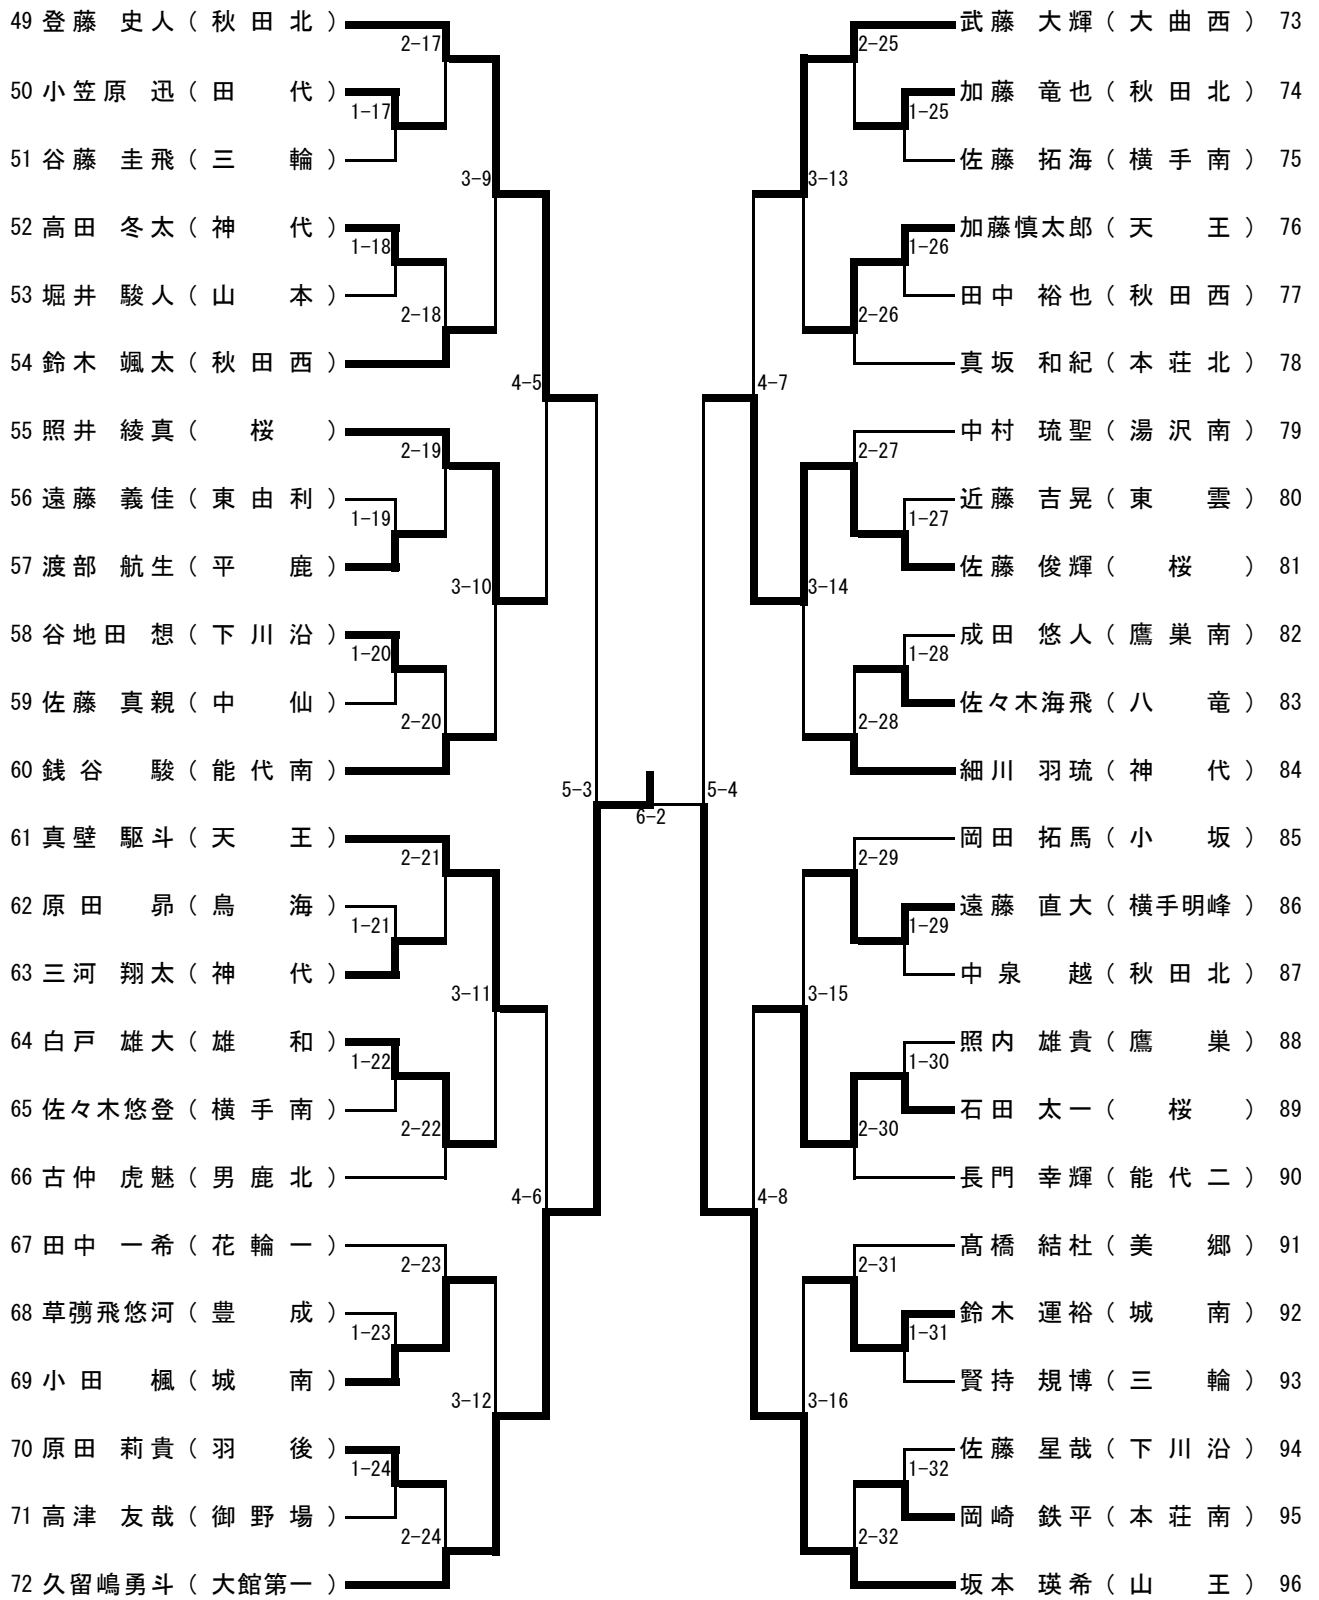 49 登藤 史人 ( 秋田北 )
2-17
50 小笠原 迅 ( 田代 )
1-17
51 谷藤 圭飛 ( 三輪 )
3-9
52 高田 冬太 ( 神代 )
1-18
53 堀井 駿人 ( 山本 )
2-18
54 鈴木 颯太 ( 秋田西 )
4-5
55 照井 綾真 ( 桜 )
2-19
56 遠藤 義佳 ( 東由利 )
1-19
57 渡部 航生 ( 平鹿 )
3-10
58 谷地田 想 ( 下川沿 )
1-20
59 佐藤 真親 ( 中仙 )
2-20
60 銭谷 駿 ( 能代南 )
5-3
61 真壁 駆斗 ( 天王 )
2-21
62 原田 昴 ( 鳥海 )
1-21
63 三河 翔太 ( 神代 )
3-11
64 白戸 雄大 ( 雄和 )
1-22
65 佐々木悠登 ( 横手南 )
2-22
66 古仲 虎魅 ( 男鹿北 )
4-6
67 田中 一希 ( 花輪一 )
2-23
68 草彅飛悠河 ( 豊成 )
1-23
69 小田 楓 ( 城南 )
3-12
70 原田 莉貴 ( 羽後 )
1-24
71 高津 友哉 ( 御野場 )
2-24
72 久留嶋勇斗 ( 大館第一 )
6-2
武藤 大輝 ( 大曲西 ) 73
2-25
加藤 竜也 ( 秋田北 ) 74
1-25
佐藤 拓海 ( 横手南 ) 75
3-13
加藤慎太郎 ( 天王 ) 76
1-26
田中 裕也 ( 秋田西 ) 77
2-26
真坂 和紀 ( 本荘北 ) 78
4-7
中村 琉聖 ( 湯沢南 ) 79
2-27
近藤 吉晃 ( 東雲 ) 80
1-27
佐藤 俊輝 ( 桜 ) 81
3-14
成田 悠人 ( 鷹巣南 ) 82
1-28
佐々木海飛 ( 八竜 ) 83
2-28
細川 羽琉 ( 神代 ) 84
5-4
岡田 拓馬 ( 小坂 ) 85
2-29
遠藤 直大 ( 横手明峰 ) 86
1-29
中泉 越 ( 秋田北 ) 87
3-15
照内 雄貴 ( 鷹巣 ) 88
1-30
石田 太一 ( 桜 ) 89
2-30
長門 幸輝 ( 能代二 ) 90
4-8
髙橋 結杜 ( 美郷 ) 91
2-31
鈴木 運裕 ( 城南 ) 92
1-31
賢持 規博 ( 三輪 ) 93
3-16
佐藤 星哉 ( 下川沿 ) 94
1-32
岡崎 鉄平 ( 本荘南 ) 95
2-32
坂本 瑛希 ( 山王 ) 96